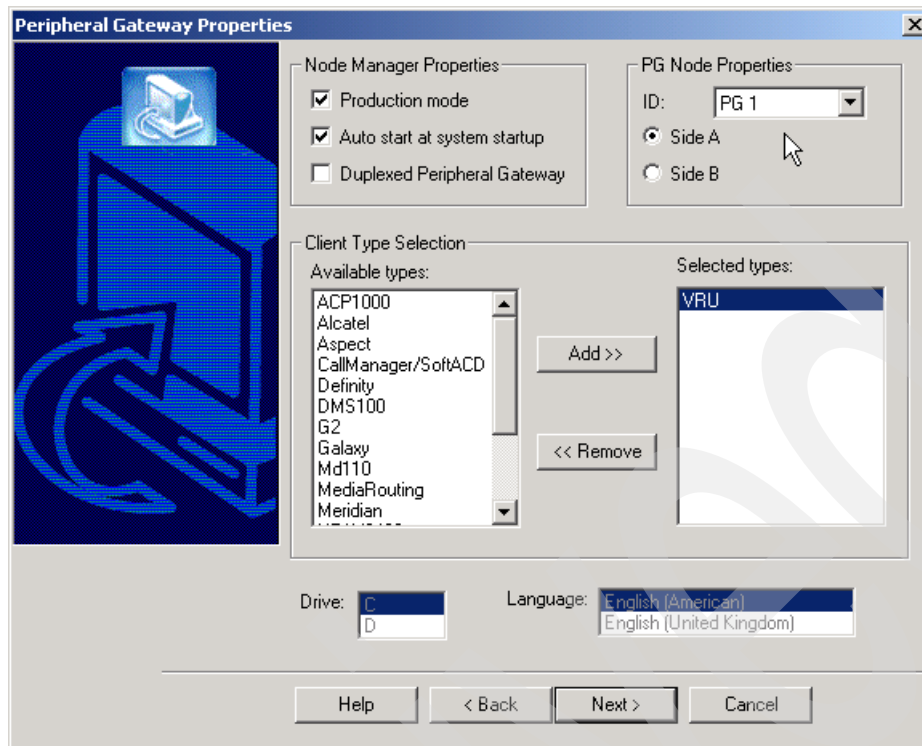 Peripheral Gateway Properties
Node Manager Properties
Production mode
Auto start at system startup
Duplexed Peripheral Gateway
PG Node Properties
ID: PG 1
Side A
Side B
Client Type Selection
Available types:
ACP1000
Alcatel
Aspect
CallManager/SoftACD
Definity
DMS100
G2
Galaxy
Md110
MediaRouting
Meridian
Add >>
<< Remove
Selected types:
VRU
Drive: C
D
Language: English (American)
English (United Kingdom)
Help < Back Next > Cancel